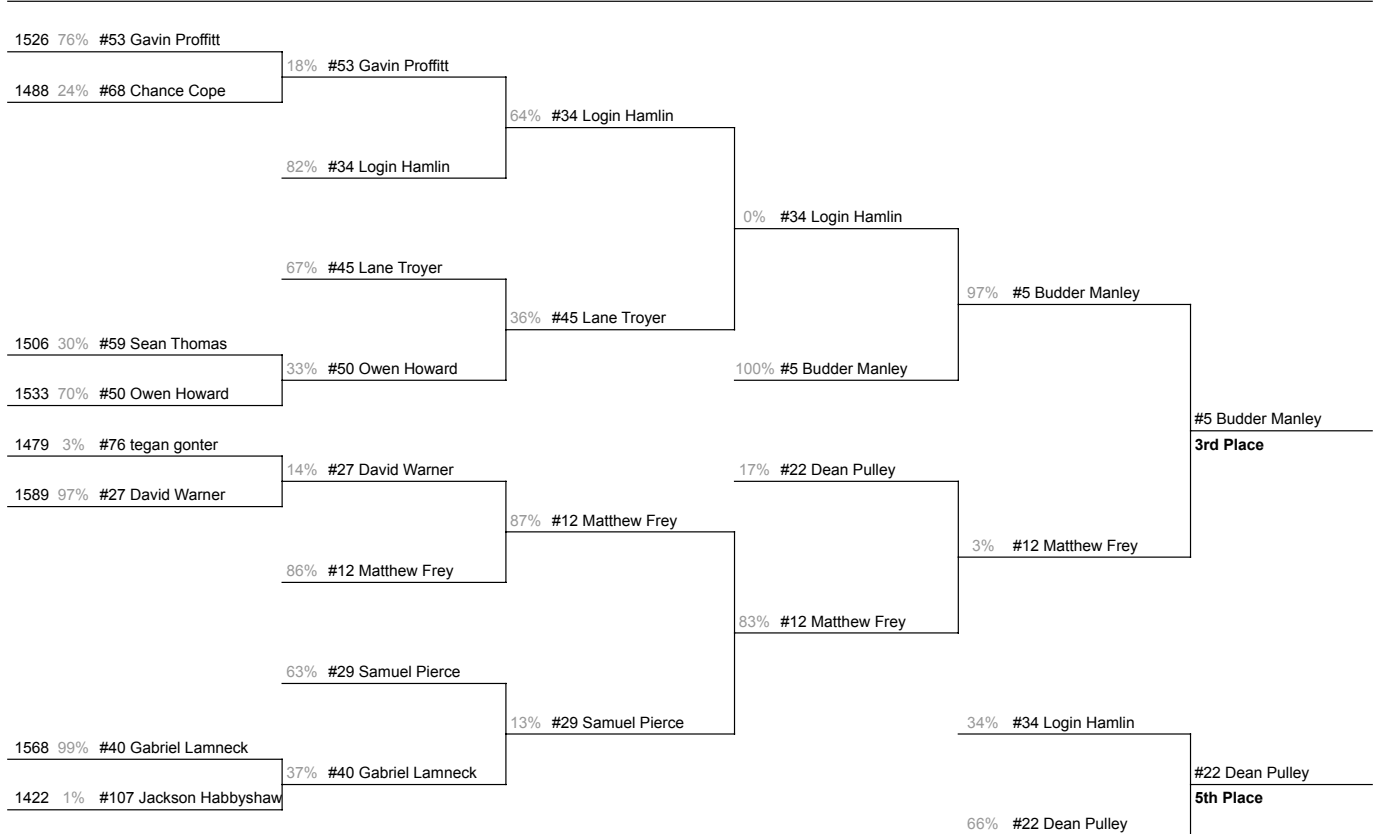 1526 76% #53 Gavin Proffitt
18% #53 Gavin Proffitt
1488 24% #68 Chance Cope
64% #34 Login Hamlin
82% #34 Login Hamlin
0% #34 Login Hamlin
67% #45 Lane Troyer
97% #5 Budder Manley
36% #45 Lane Troyer
1506 30% #59 Sean Thomas
33% #50 Owen Howard
100% #5 Budder Manley
1533 70% #50 Owen Howard
#5 Budder Manley
3rd Place
1479 3% #76 tegan gonter
14% #27 David Warner
17% #22 Dean Pulley
1589 97% #27 David Warner
87% #12 Matthew Frey
3% #12 Matthew Frey
86% #12 Matthew Frey
83% #12 Matthew Frey
63% #29 Samuel Pierce
13% #29 Samuel Pierce
34% #34 Login Hamlin
1568 99% #40 Gabriel Lamneck
37% #40 Gabriel Lamneck
#22 Dean Pulley
1422 1% #107 Jackson Habbyshaw
5th Place
66% #22 Dean Pulley